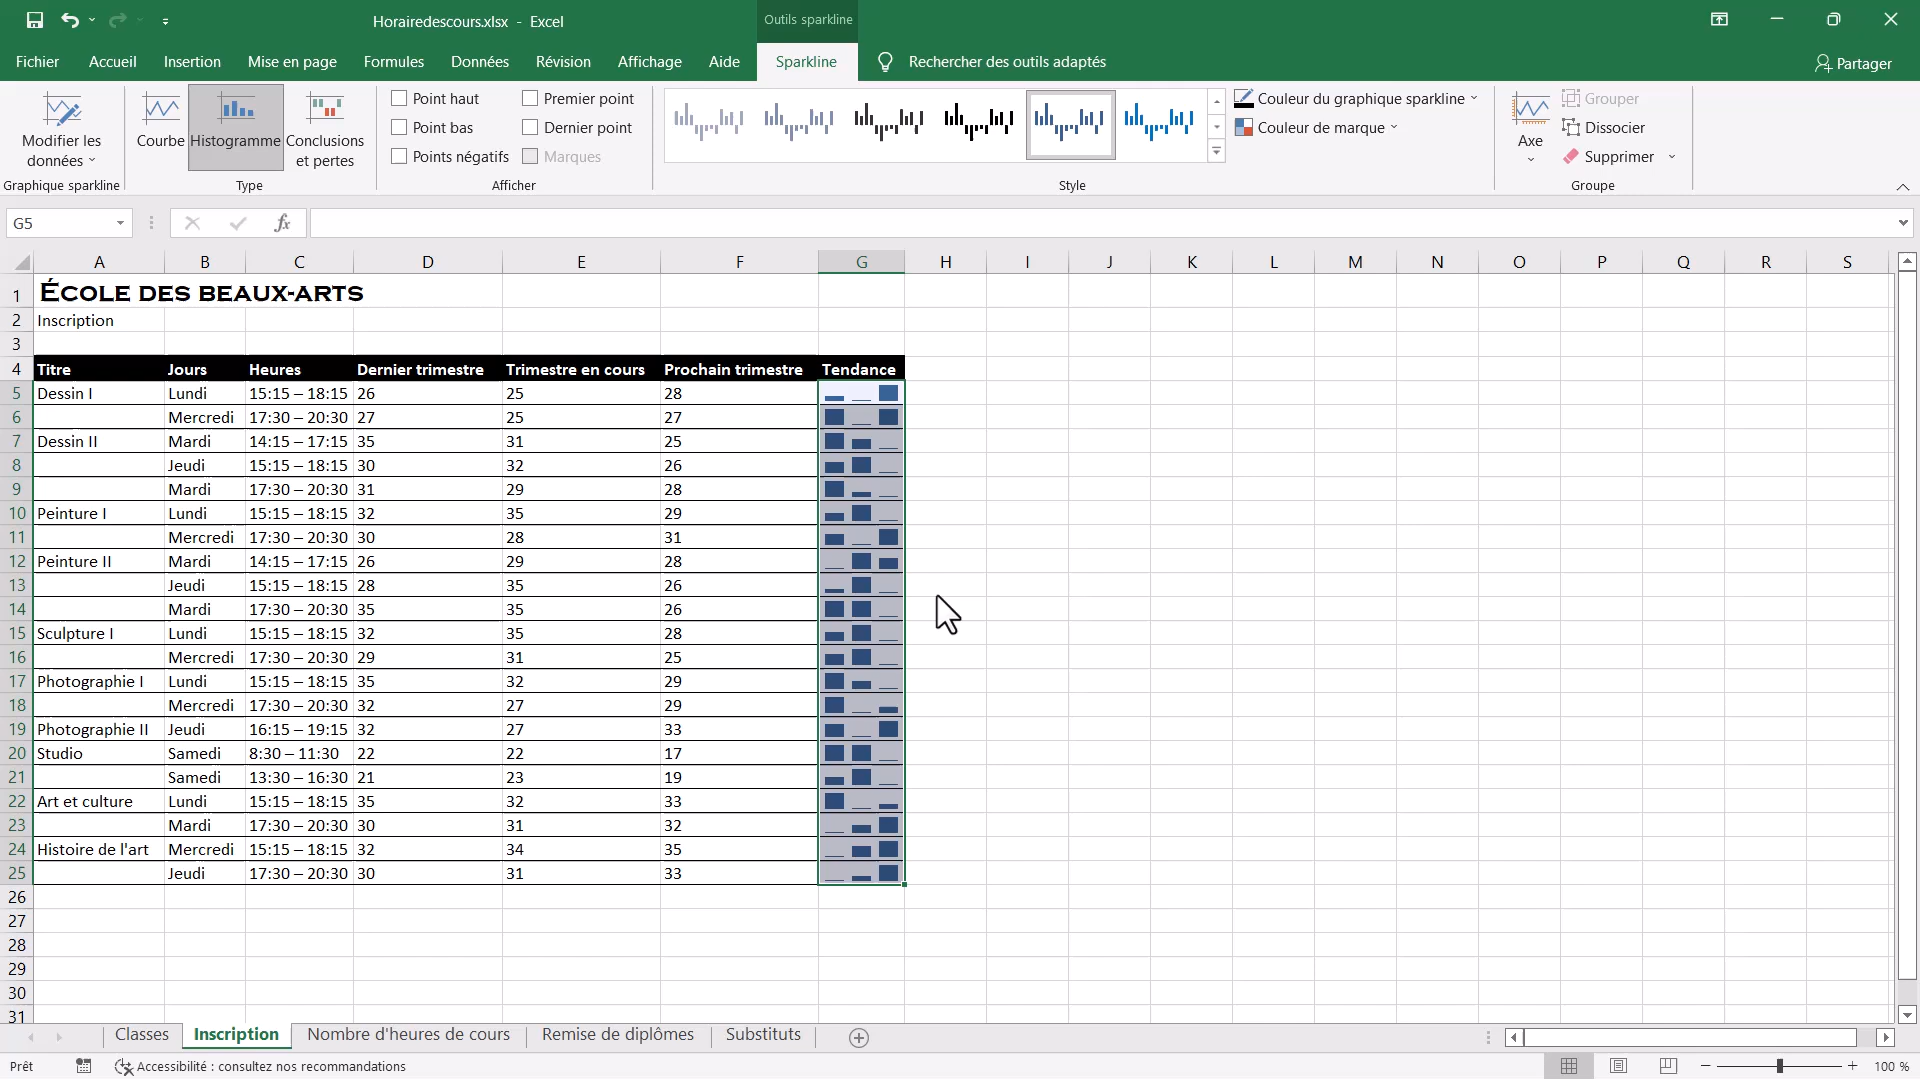 Horairedescours.xlsx - Excel
Outils sparkline
Fichier Accueil Insertion Mise en page Formules Données Révision Affichage Aide Sparkline Rechercher des outils adaptés Partager
Modifier les données
Graphique sparkline
Courbe Histogramme Conclusions et pertes
Type
Point haut Premier point
Point bas Dernier point
Points négatifs Marques
Afficher
Style
Couleur du graphique sparkline
Couleur de marque
Axe
Grouper
Dissocier
Supprimer
Groupe
G5 fx
A B C D E F G H I J K L M N O P Q R S
1 École des beaux-arts
2 Inscription
3
4 Titre Jours Heures Dernier trimestre Trimestre en cours Prochain trimestre Tendance
5 Dessin I Lundi 15:15 – 18:15 26 25 28
6 Mercredi 17:30 – 20:30 27 25 27
7 Dessin II Mardi 14:15 – 17:15 35 31 25
8 Jeudi 15:15 – 18:15 30 32 26
9 Mardi 17:30 – 20:30 31 29 28
10 Peinture I Lundi 15:15 – 18:15 32 35 29
11 Mercredi 17:30 – 20:30 30 28 31
12 Peinture II Mardi 14:15 – 17:15 26 29 28
13 Jeudi 15:15 – 18:15 28 35 26
14 Mardi 17:30 – 20:30 35 35 26
15 Sculpture I Lundi 15:15 – 18:15 32 35 28
16 Mercredi 17:30 – 20:30 29 31 25
17 Photographie I Lundi 15:15 – 18:15 35 32 29
18 Mercredi 17:30 – 20:30 32 27 29
19 Photographie II Jeudi 16:15 – 19:15 32 27 33
20 Studio Samedi 8:30 – 11:30 22 22 17
21 Samedi 13:30 – 16:30 21 23 19
22 Art et culture Lundi 15:15 – 18:15 35 32 33
23 Mardi 17:30 – 20:30 30 31 32
24 Histoire de l'art Mercredi 15:15 – 18:15 32 34 35
25 Jeudi 17:30 – 20:30 30 31 33
26
27
28
29
30
31
Classes Inscription Nombre d'heures de cours Remise de diplômes Substituts
Prêt Accessibilité : consultez nos recommandations 100 %